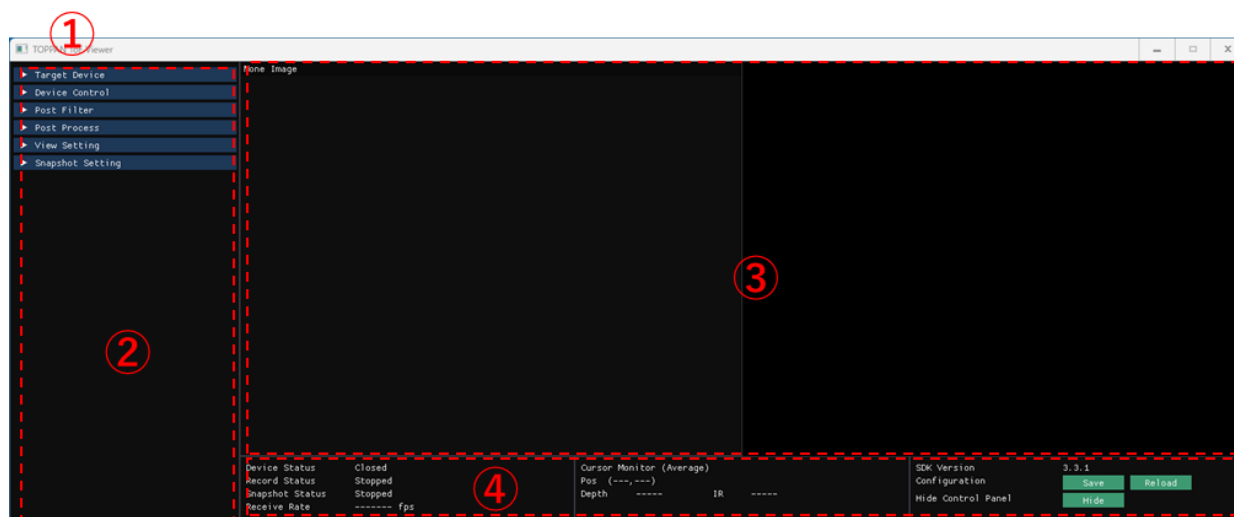 ①
TOPPAN ToF Viewer
Target Device
Device Control
Post Filter
Post Process
View Setting
Snapshot Setting
②
None Image
③
Device Status Closed
Record Status Stopped
Snapshot Status Stopped
Receive Rate ------- fps
④
Cursor Monitor (Average)
Pos (---,---)
Depth ----- IR -----
SDK Version 3.3.1
Configuration Save Reload
Hide Control Panel Hide